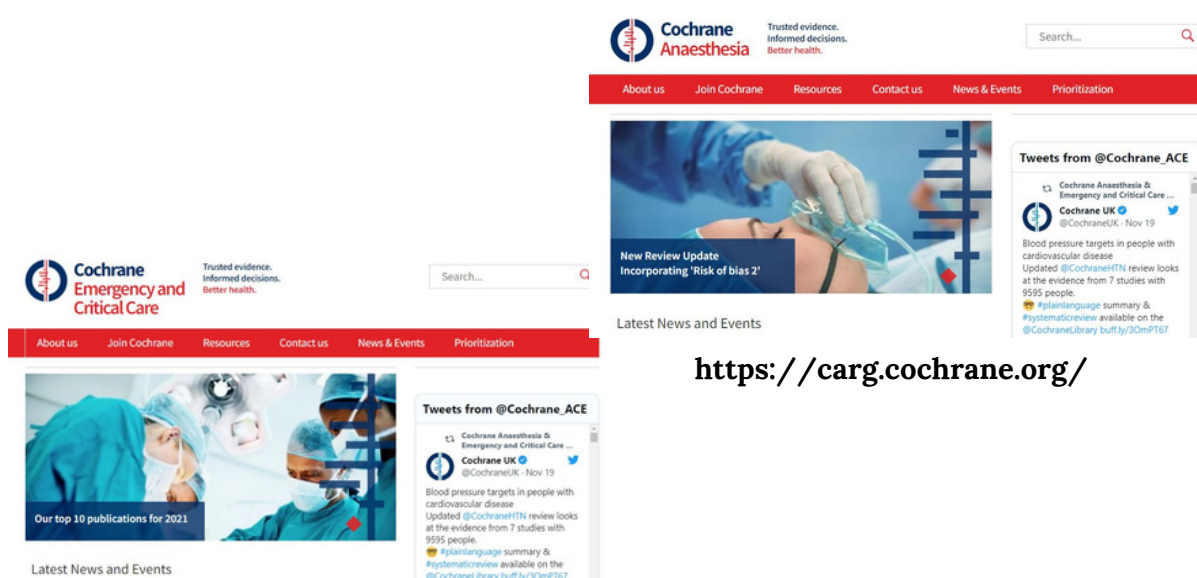 Cochrane
Anaesthesia
Trusted evidence.
Informed decisions.
Better health.
Search...
About us Join Cochrane Resources Contact us News & Events Prioritization
New Review Update
Incorporating 'Risk of bias 2'
Latest News and Events
Tweets from @Cochrane_ACE
Cochrane Anaesthesia &
Emergency and Critical Care ...
Cochrane UK
@CochraneUK · Nov 19
Blood pressure targets in people with
cardiovascular disease
Updated @CochraneHTN review looks
at the evidence from 7 studies with
9595 people.
🤓 #plainlanguage summary &
#systematicreview available on the
@CochraneLibrary buff.ly/3OmPT67
https://carg.cochrane.org/
Cochrane
Emergency and
Critical Care
Trusted evidence.
Informed decisions.
Better health.
Search...
About us Join Cochrane Resources Contact us News & Events Prioritization
Our top 10 publications for 2021
Latest News and Events
Tweets from @Cochrane_ACE
Cochrane Anaesthesia &
Emergency and Critical Care ...
Cochrane UK
@CochraneUK · Nov 19
Blood pressure targets in people with
cardiovascular disease
Updated @CochraneHTN review looks
at the evidence from 7 studies with
9595 people.
🤓 #plainlanguage summary &
#systematicreview available on the
@CochraneLibrary buff.ly/3OmPT67